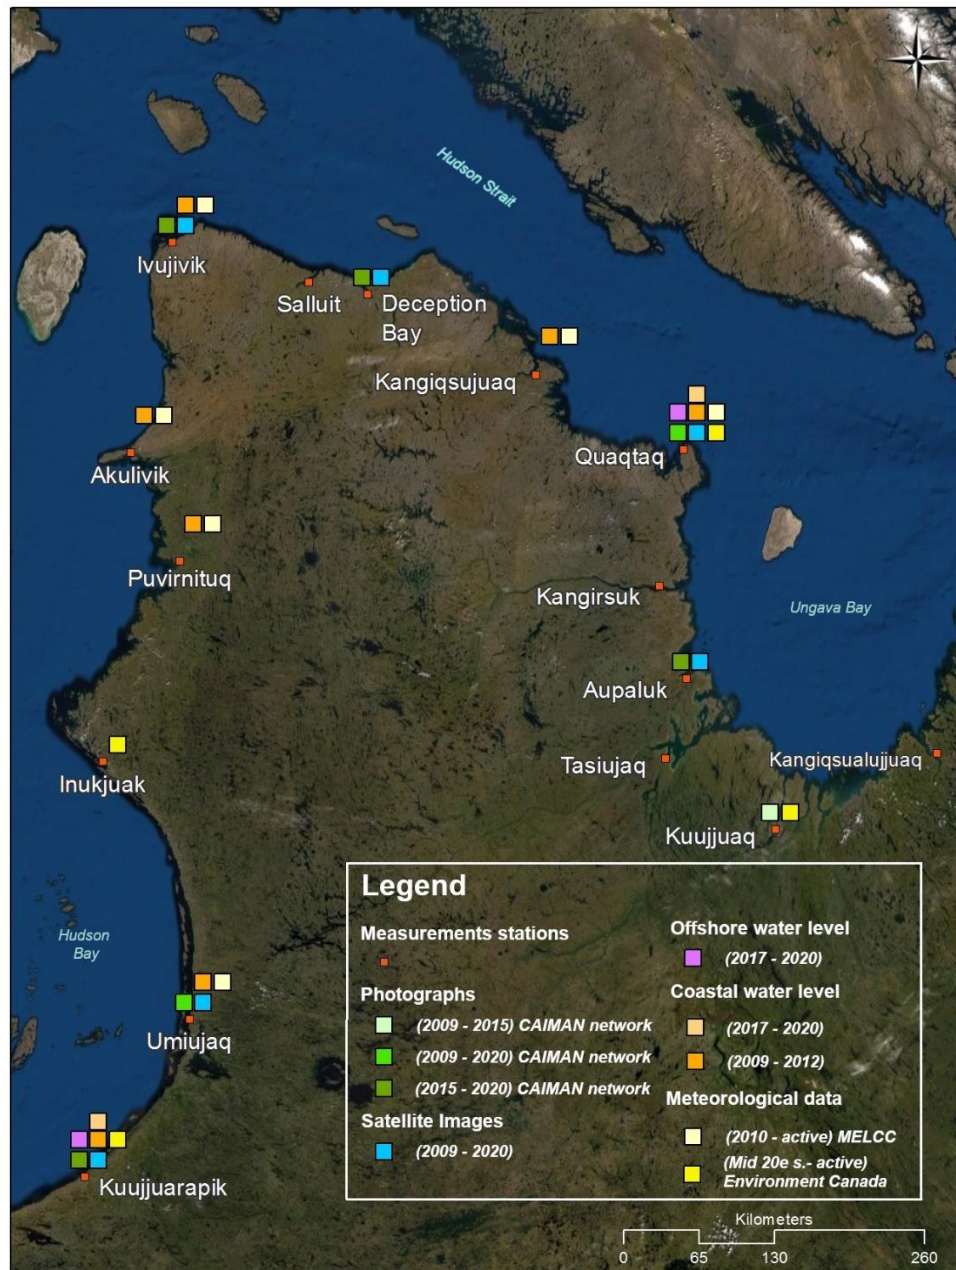 Hudson Strait
Ivujivik
Salluit
Deception
Bay
Kangiqsujuaq
Quaqtaq
Akulivik
Puvirnituq
Kangirsuk
Ungava Bay
Aupaluk
Tasiujaq
Kangiqsualujjuaq
Inukjuak
Kuujjuaq
Hudson
Bay
Umiujaq
Kuujjuarapik
Legend
Measurements stations
Photographs
(2009 - 2015) CAIMAN network
(2009 - 2020) CAIMAN network
(2015 - 2020) CAIMAN network
Satellite Images
(2009 - 2020)
Offshore water level
(2017 - 2020)
Coastal water level
(2017 - 2020)
(2009 - 2012)
Meteorological data
(2010 - active) MELCC
(Mid 20e s.- active)
Environment Canada
Kilometers
0 65 130 260